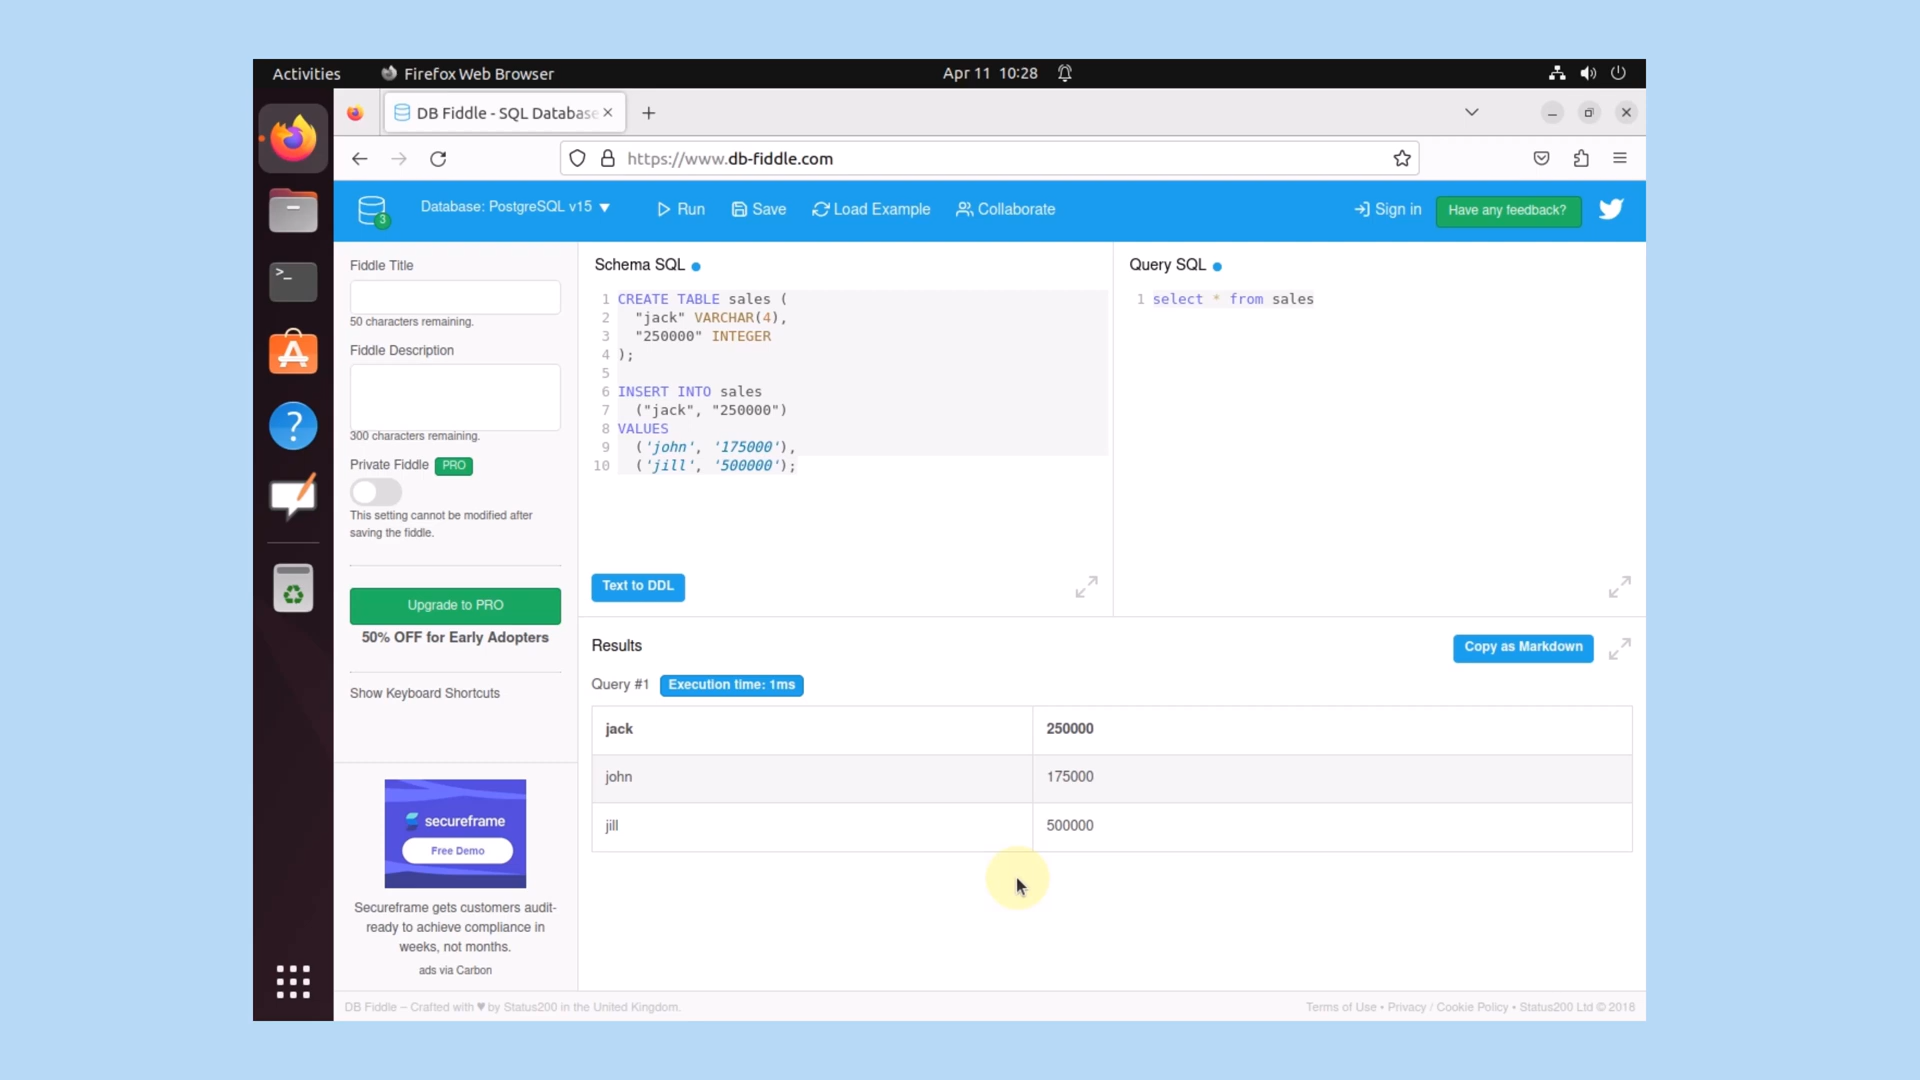 Activities
Firefox Web Browser
Apr 11 10:28
DB Fiddle - SQL Database
https://www.db-fiddle.com
3
Database: PostgreSQL v15 ▼
Run
Save
Load Example
Collaborate
Sign in
Have any feedback?
Fiddle Title
50 characters remaining.
Fiddle Description
300 characters remaining.
Private Fiddle PRO
This setting cannot be modified after
saving the fiddle.
Upgrade to PRO
50% OFF for Early Adopters
Show Keyboard Shortcuts
secureframe
Free Demo
Secureframe gets customers audit-
ready to achieve compliance in
weeks, not months.
ads via Carbon
Schema SQL
1 CREATE TABLE sales (
2 "jack" VARCHAR(4),
3 "250000" INTEGER
4 );
5
6 INSERT INTO sales
7 ("jack", "250000")
8 VALUES
9 ('john', '175000'),
10 ('jill', '500000');
Text to DDL
Query SQL
1 select * from sales
Results
Copy as Markdown
Query #1 Execution time: 1ms
jack 250000
john 175000
jill 500000
DB Fiddle – Crafted with ♥ by Status200 in the United Kingdom.
Terms of Use • Privacy / Cookie Policy • Status200 Ltd © 2018